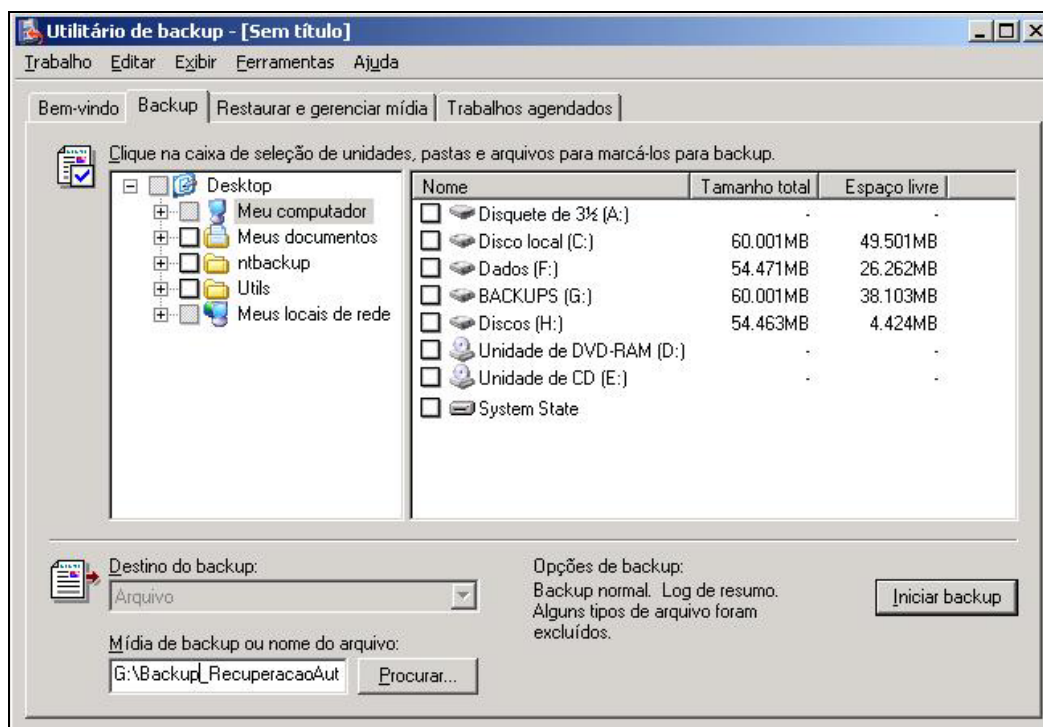 Utilitário de backup - [Sem título]
Trabalho Editar Exibir Ferramentas Ajuda
Bem-vindo Backup Restaurar e gerenciar mídia Trabalhos agendados
Clique na caixa de seleção de unidades, pastas e arquivos para marcá-los para backup.
Desktop
Meu computador
Meus documentos
ntbackup
Utils
Meus locais de rede
Nome Tamanho total Espaço livre
Disquete de 3½ (A:) - -
Disco local (C:) 60.001MB 49.501MB
Dados (F:) 54.471MB 26.262MB
BACKUPS (G:) 60.001MB 38.103MB
Discos (H:) 54.463MB 4.424MB
Unidade de DVD-RAM (D:) - -
Unidade de CD (E:) - -
System State
Destino do backup:
Arquivo
Mídia de backup ou nome do arquivo:
G:\Backup_RecuperacaoAut
Procurar...
Opções de backup:
Backup normal. Log de resumo.
Alguns tipos de arquivo foram
excluídos.
Iniciar backup